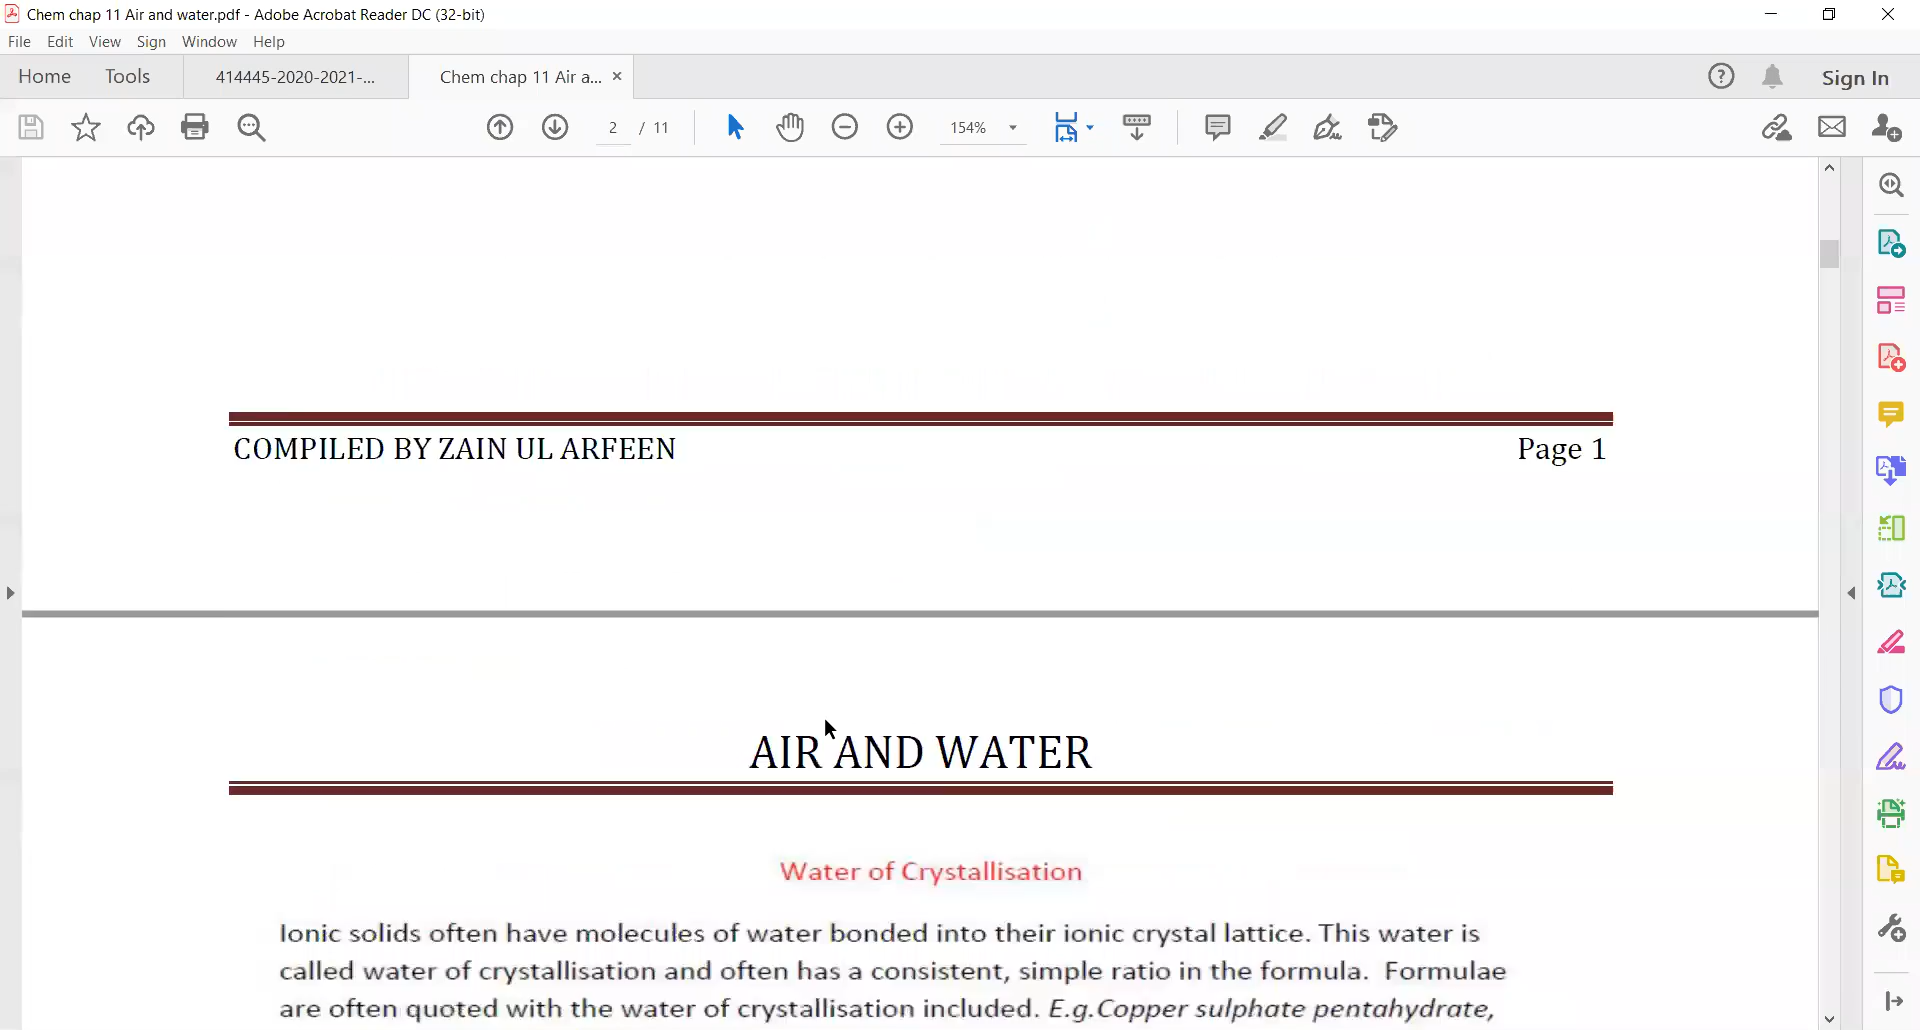 Chem chap 11 Air and water.pdf - Adobe Acrobat Reader DC (32-bit)
File Edit View Sign Window Help
Home Tools 414445-2020-2021-... Chem chap 11 Air a... × Sign In
2 / 11 154%
COMPILED BY ZAIN UL ARFEEN Page 1
AIR AND WATER
Water of Crystallisation
Ionic solids often have molecules of water bonded into their ionic crystal lattice. This water is
called water of crystallisation and often has a consistent, simple ratio in the formula. Formulae
are often quoted with the water of crystallisation included. E.g.Copper sulphate pentahydrate,